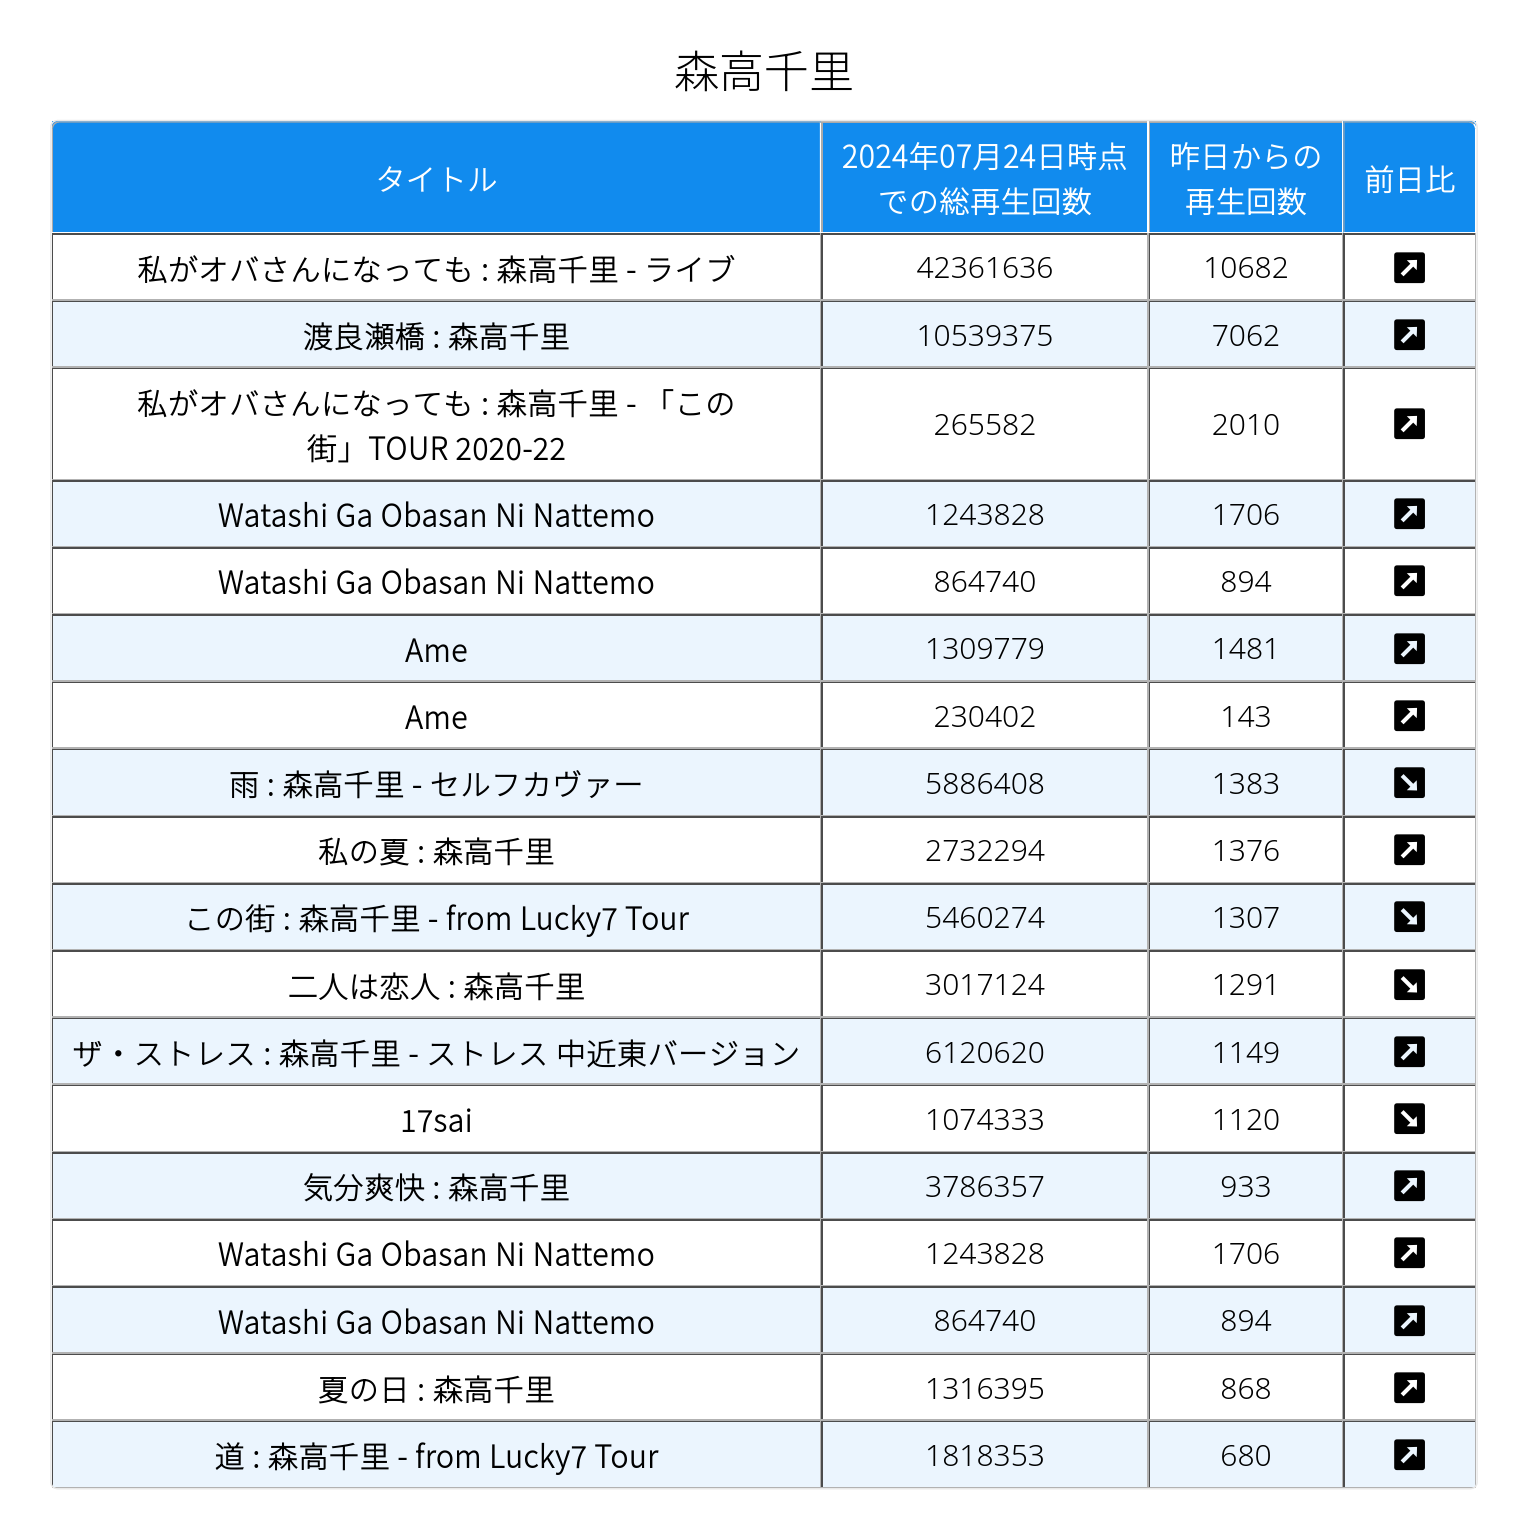 森高千里
タイトル
2024年07月24日時点
での総再生回数
昨日からの
再生回数
前日比
私がオバさんになっても : 森高千里 - ライブ 42361636 10682
渡良瀬橋 : 森高千里 10539375 7062
私がオバさんになっても : 森高千里 - 「この
街」TOUR 2020-22 265582 2010
Watashi Ga Obasan Ni Nattemo 1243828 1706
Watashi Ga Obasan Ni Nattemo 864740 894
Ame 1309779 1481
Ame 230402 143
雨 : 森高千里 - セルフカヴァー 5886408 1383
私の夏 : 森高千里 2732294 1376
この街 : 森高千里 - from Lucky7 Tour 5460274 1307
二人は恋人 : 森高千里 3017124 1291
ザ・ストレス : 森高千里 - ストレス 中近東バージョン 6120620 1149
17sai 1074333 1120
気分爽快 : 森高千里 3786357 933
Watashi Ga Obasan Ni Nattemo 1243828 1706
Watashi Ga Obasan Ni Nattemo 864740 894
夏の日 : 森高千里 1316395 868
道 : 森高千里 - from Lucky7 Tour 1818353 680